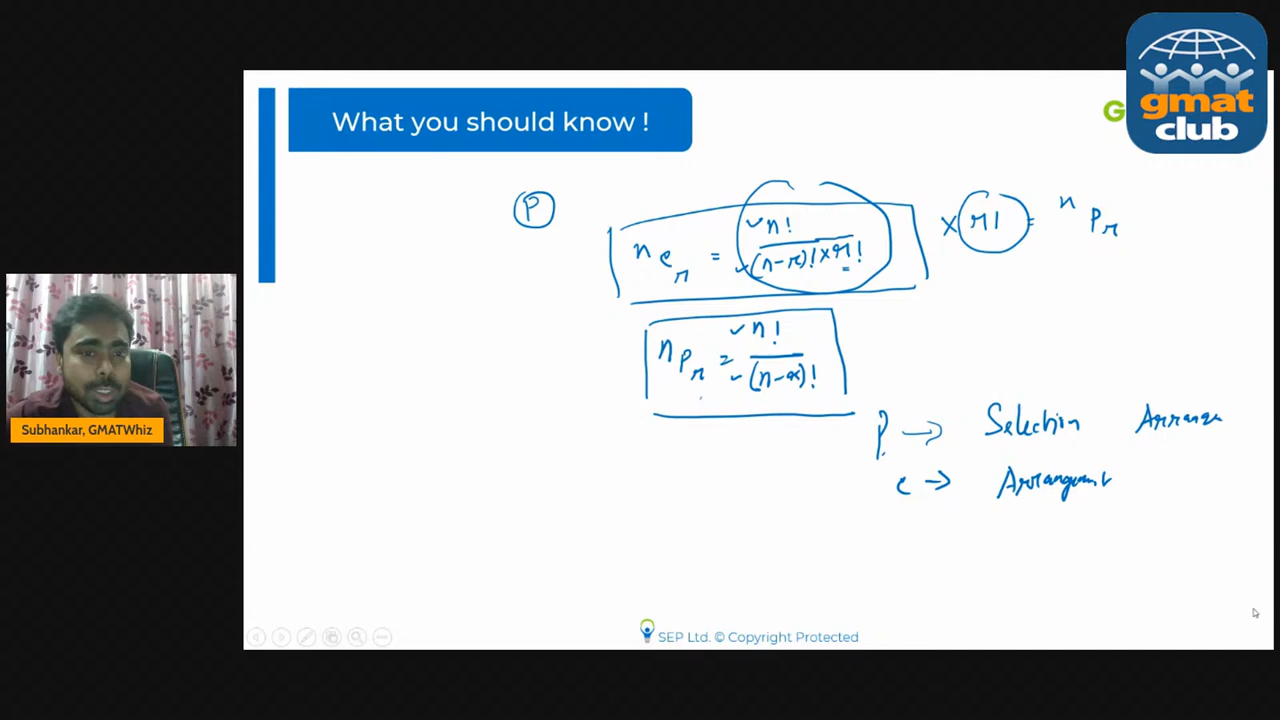 gmat
club
What you should know !
G
P
nCr = n! / (n-r)! × r! × r! = nPr
nPr = n! / (n-r)!
P → Selection Arrange
c → Arrangement
Subhankar, GMATWhiz
SEP Ltd. © Copyright Protected